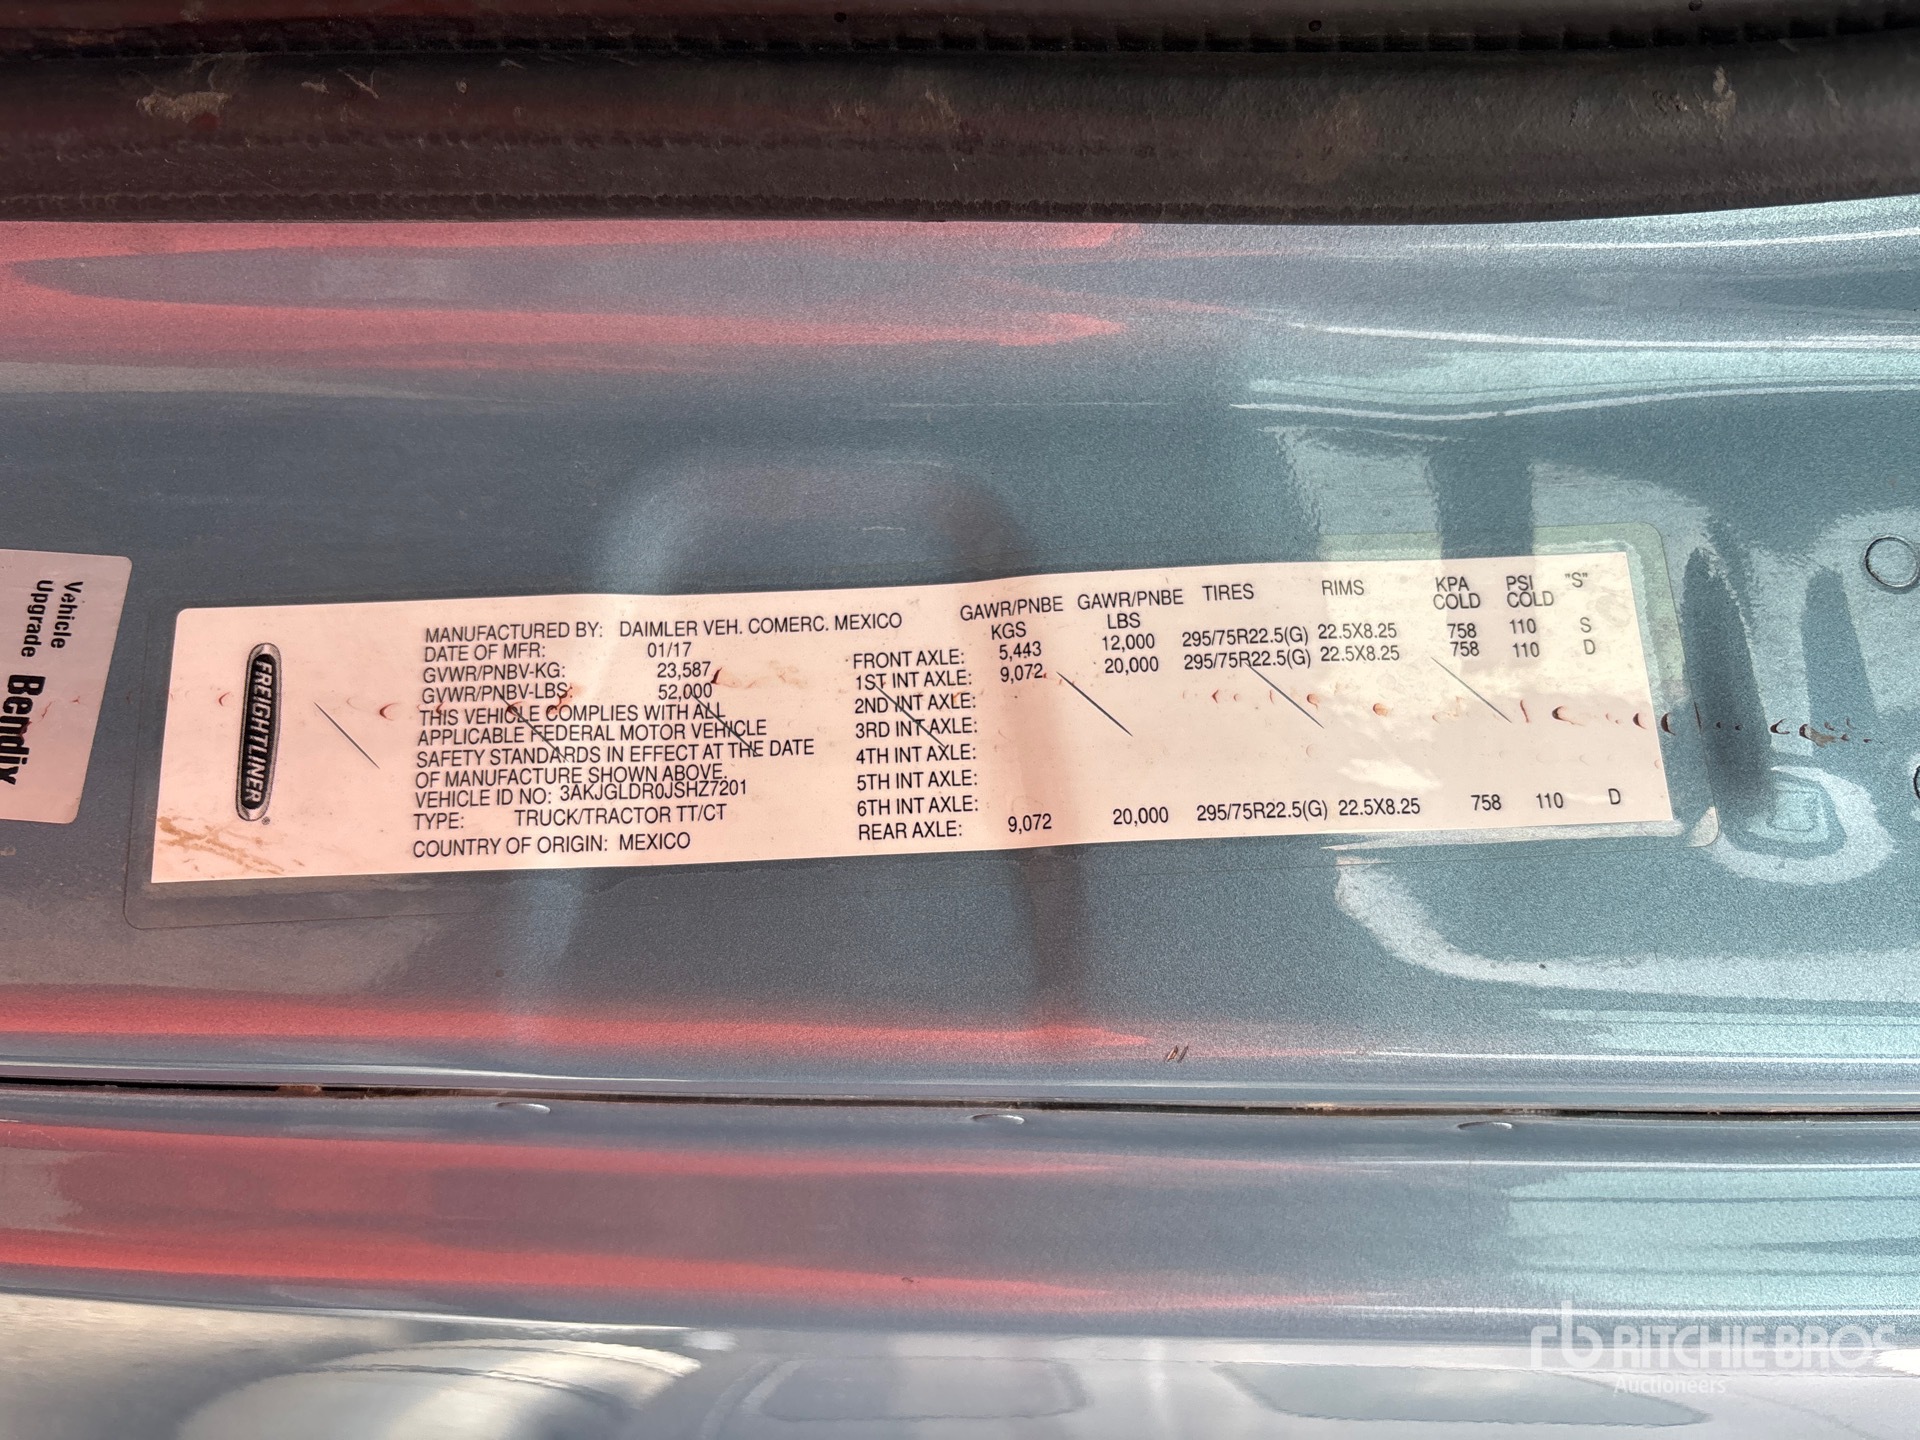 Vehicle
Upgrade
Bendix
FREIGHTLINER
MANUFACTURED BY: DAIMLER VEH. COMERC. MEXICO
DATE OF MFR: 01/17
GVWR/PNBV-KG: 23,587
GVWR/PNBV-LBS: 52,000
THIS VEHICLE COMPLIES WITH ALL
APPLICABLE FEDERAL MOTOR VEHICLE
SAFETY STANDARDS IN EFFECT AT THE DATE
OF MANUFACTURE SHOWN ABOVE.
VEHICLE ID NO: 3AKJGLDR0JSHZ7201
TYPE: TRUCK/TRACTOR TT/CT
COUNTRY OF ORIGIN: MEXICO
GAWR/PNBE KGS GAWR/PNBE LBS TIRES RIMS KPA COLD PSI COLD "S"
FRONT AXLE: 5,443 12,000 295/75R22.5(G) 22.5X8.25 758 110 S
1ST INT AXLE: 9,072 20,000 295/75R22.5(G) 22.5X8.25 758 110 D
2ND INT AXLE:
3RD INT AXLE:
4TH INT AXLE:
5TH INT AXLE:
6TH INT AXLE:
REAR AXLE: 9,072 20,000 295/75R22.5(G) 22.5X8.25 758 110 D
rb RITCHIE BROS
Auctioneers